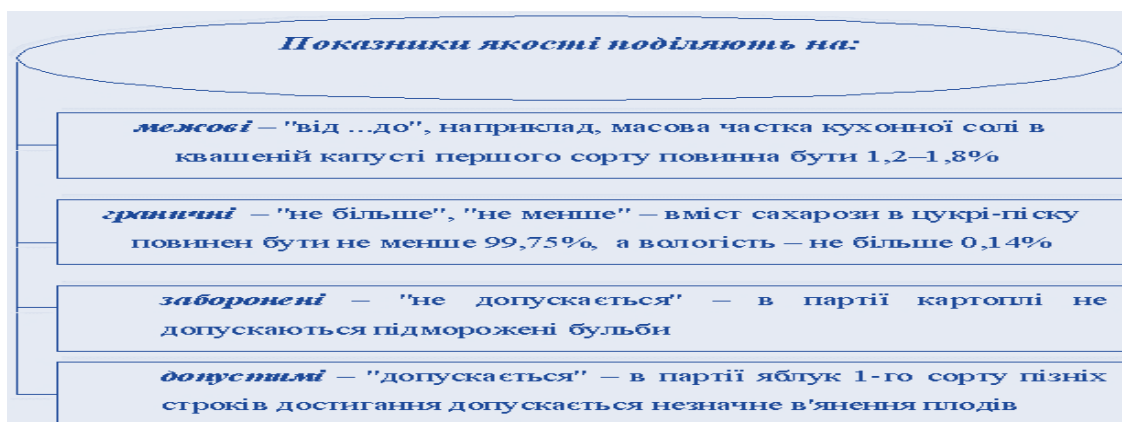 Показники якості поділяють на:
межові – "від ...до", наприклад, масова частка кухонної солі в
квашеній капусті першого сорту повинна бути 1,2–1,8%
граничні – "не більше", "не менше" – вміст сахарози в цукрі-піску
повинен бути не менше 99,75%, а вологість – не більше 0,14%
заборонені – "не допускається" – в партії картоплі не
допускаються підморожені бульби
допустимі – "допускається" – в партії яблук 1-го сорту пізніх
строків достигання допускається незначне в'янення плодів